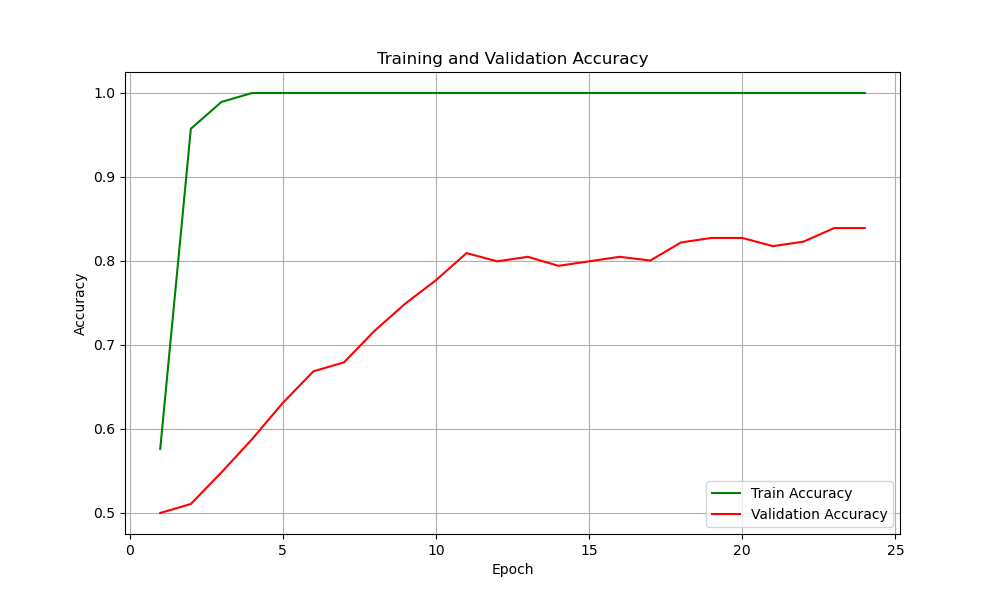 Training and Validation Accuracy
1.0
0.9
0.8
0.7
0.6
0.5
Accuracy
0 5 10 15 20 25
Epoch
Train Accuracy
Validation Accuracy